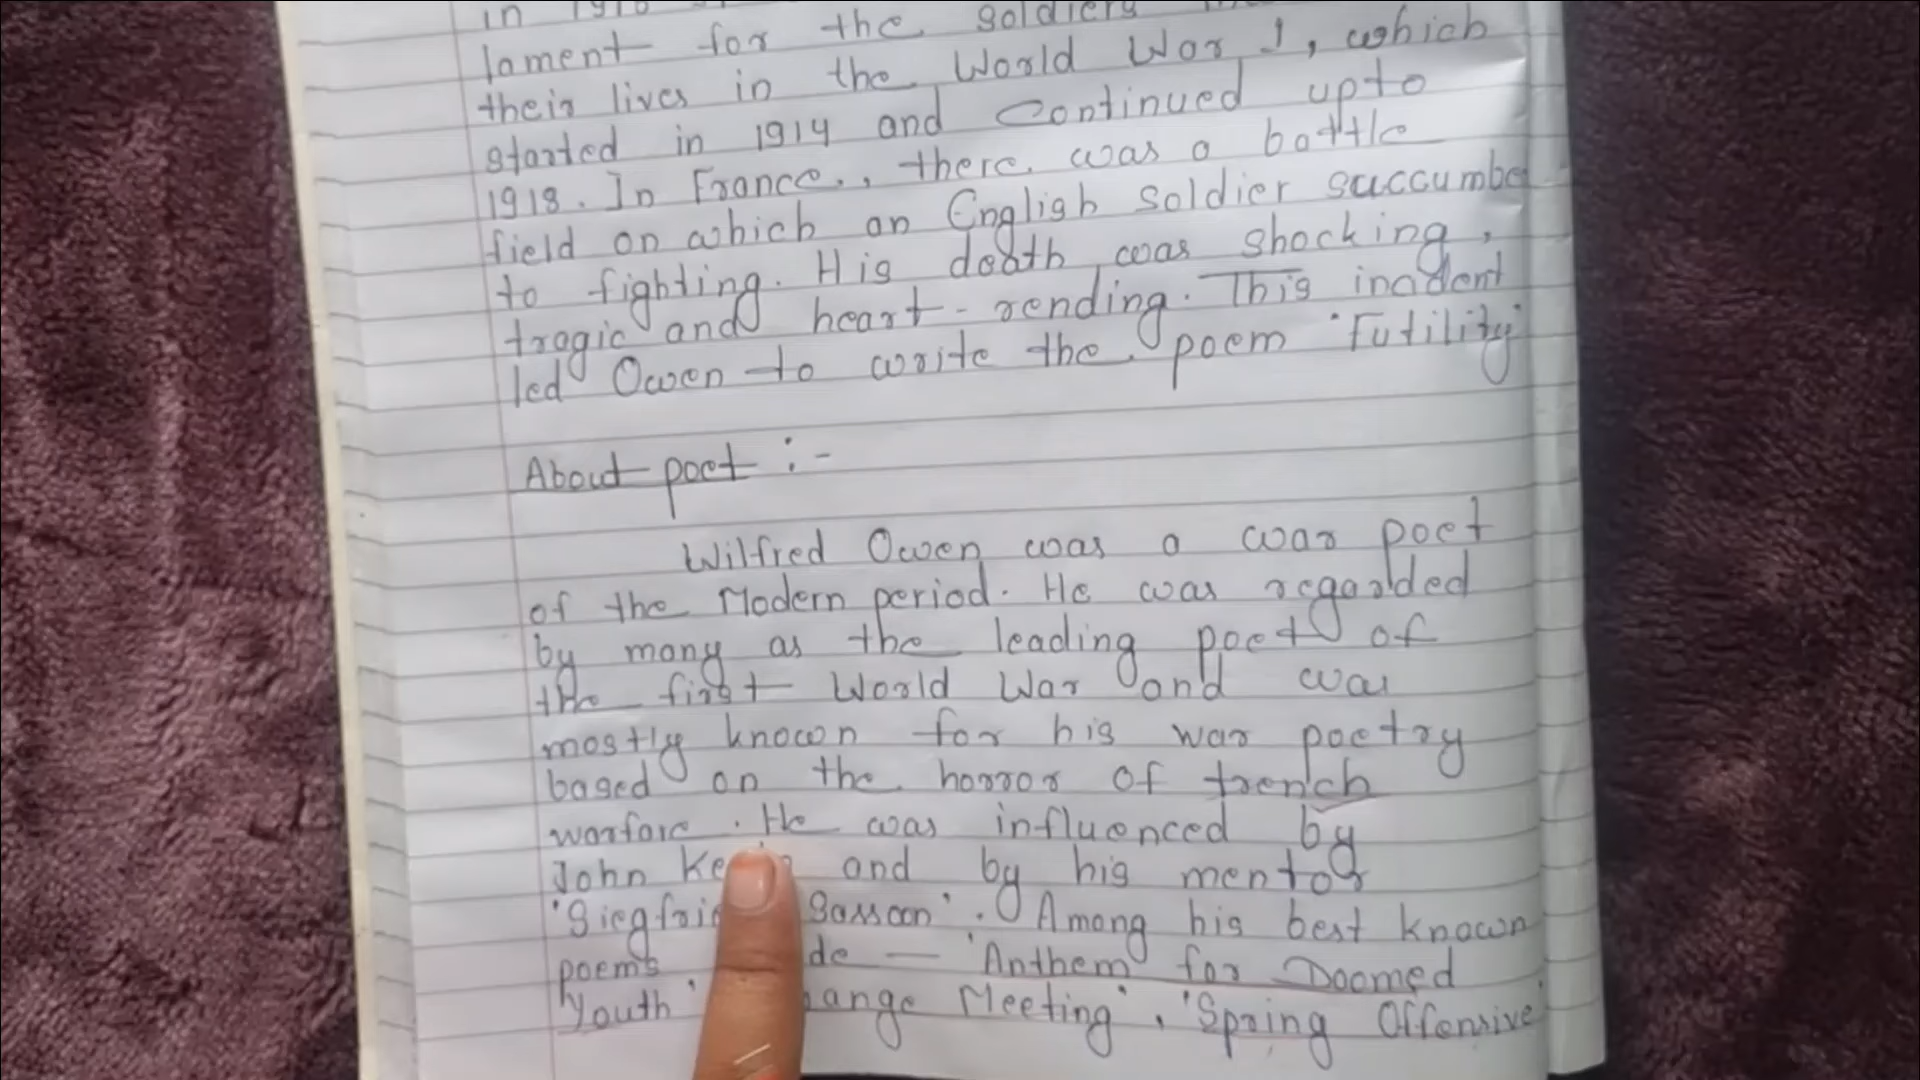 in 1918
lament for the soldiers
their lives in the World War I, which
started in 1914 and continued upto
1918. In France., there was a battle
field on which an English soldier succumbe
to fighting. His death was shocking,
tragic and heart-rending. This incident
led Owen to write the poem 'Futility'
About poet :-
Wilfred Owen was a war poet
of the Modern period. He was regarded
by many as the leading poet of
the first World War and was
mostly known for his war poetry
based on the horror of trench
warfare. He was influenced by
John and by his mentor
Sassoon'. Among his best known
poems — 'Anthem for Doomed
Youth' Meeting', 'Spring Offensive'